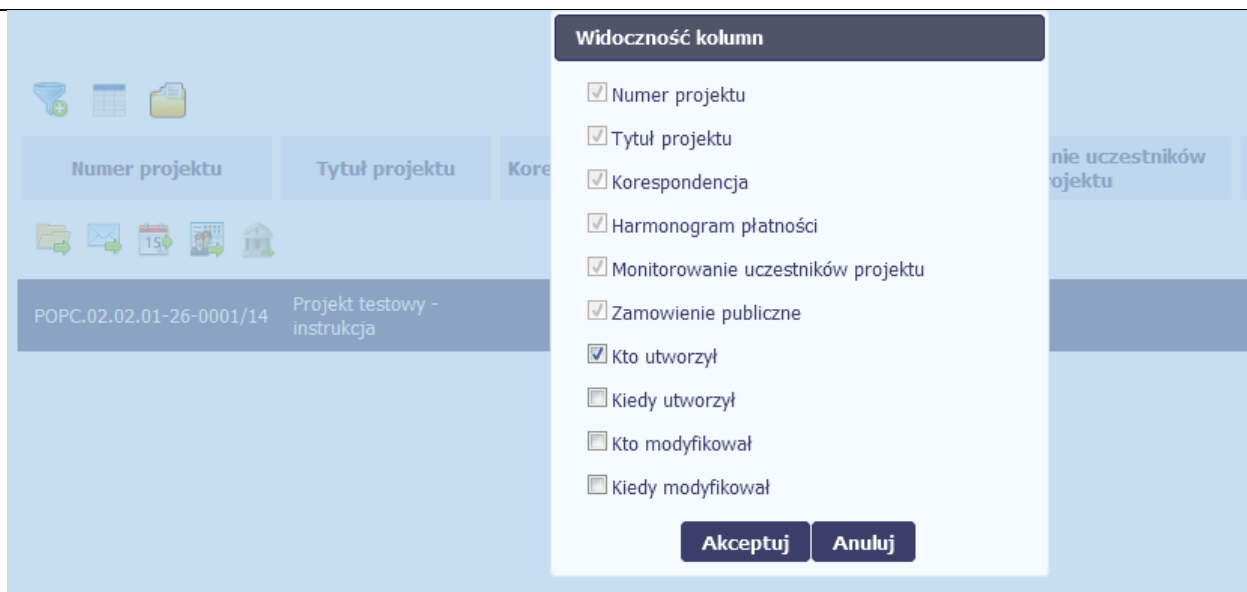 Widoczność kolumn
Numer projektu
Tytuł projektu
Korespondencja
Harmonogram płatności
Monitorowanie uczestników projektu
Zamowienie publiczne
Kto utworzył
Kiedy utworzył
Kto modyfikował
Kiedy modyfikował
Akceptuj Anuluj
Numer projektu Tytuł projektu Kore nie uczestników
ojektu
15
POPC.02.02.01-26-0001/14 Projekt testowy -
instrukcja